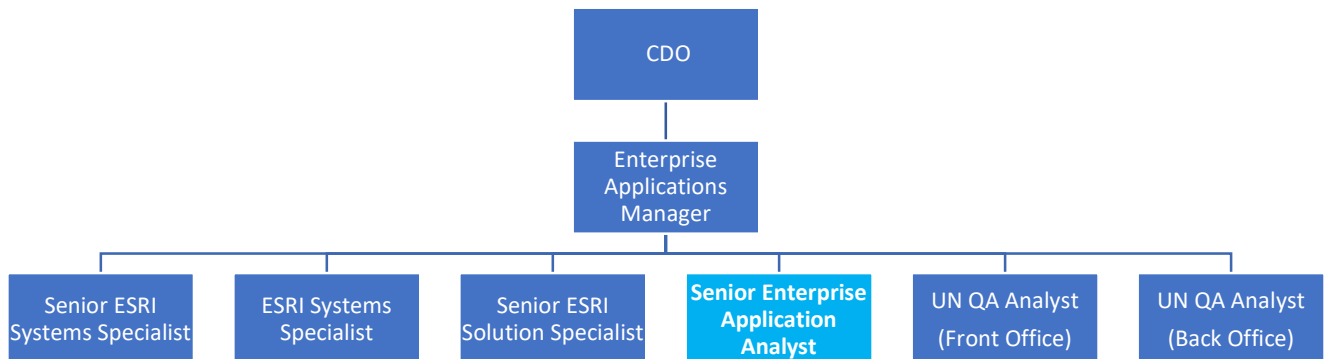 CDO
Enterprise
Applications
Manager
Senior ESRI
Systems Specialist
ESRI Systems
Specialist
Senior ESRI
Solution Specialist
Senior Enterprise
Application
Analyst
UN QA Analyst
(Front Office)
UN QA Analyst
(Back Office)